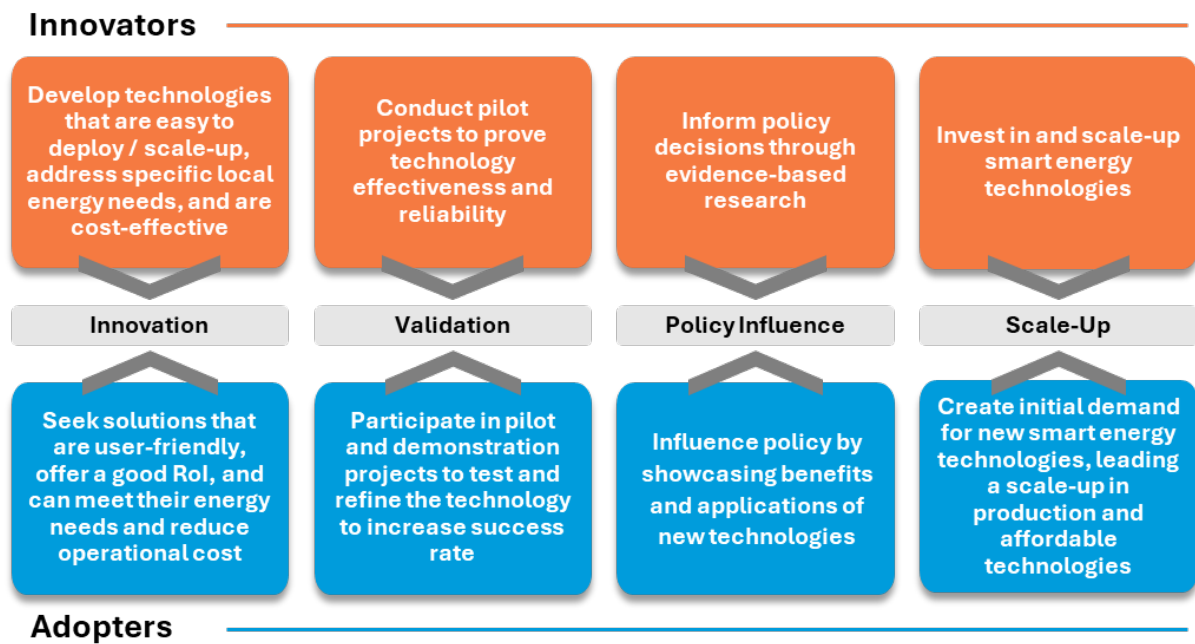 Innovators
Develop technologies
that are easy to
deploy / scale-up,
address specific local
energy needs, and are
cost-effective
Conduct pilot
projects to prove
technology
effectiveness and
reliability
Inform policy
decisions through
evidence-based
research
Invest in and scale-up
smart energy
technologies
Innovation
Validation
Policy Influence
Scale-Up
Seek solutions that
are user-friendly,
offer a good RoI, and
can meet their energy
needs and reduce
operational cost
Participate in pilot
and demonstration
projects to test and
refine the technology
to increase success
rate
Influence policy by
showcasing benefits
and applications of
new technologies
Create initial demand
for new smart energy
technologies, leading
a scale-up in
production and
affordable
technologies
Adopters